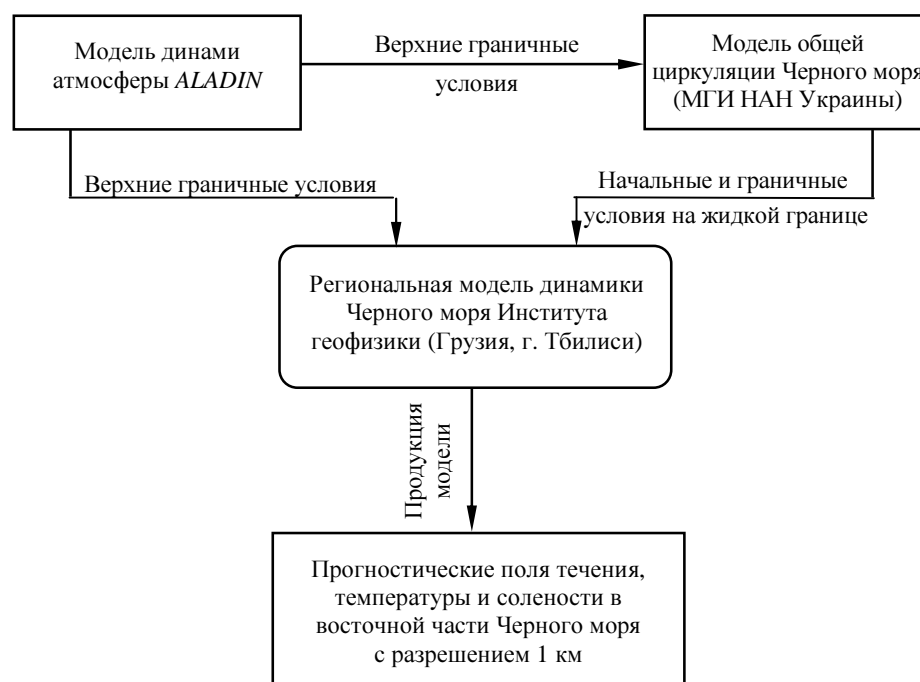 Модель динами
атмосферы ALADIN
Верхние граничные
условия
Модель общей
циркуляции Черного моря
(МГИ НАН Украины)
Верхние граничные условия
Начальные и граничные
условия на жидкой границе
Региональная модель динамики
Черного моря Института
геофизики (Грузия, г. Тбилиси)
Продукция
модели
Прогностические поля течения,
температуры и солености в
восточной части Черного моря
с разрешением 1 км